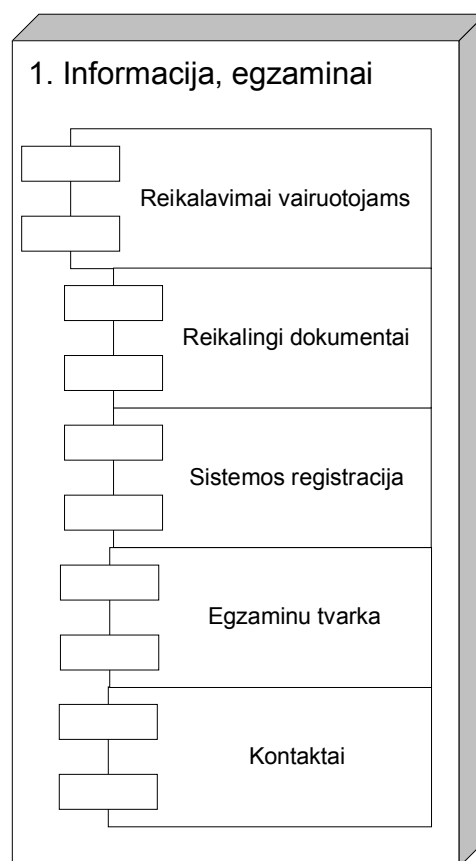 1. Informacija, egzaminai
Reikalavimai vairuotojams
Reikalingi dokumentai
Sistemos registracija
Egzaminu tvarka
Kontaktai